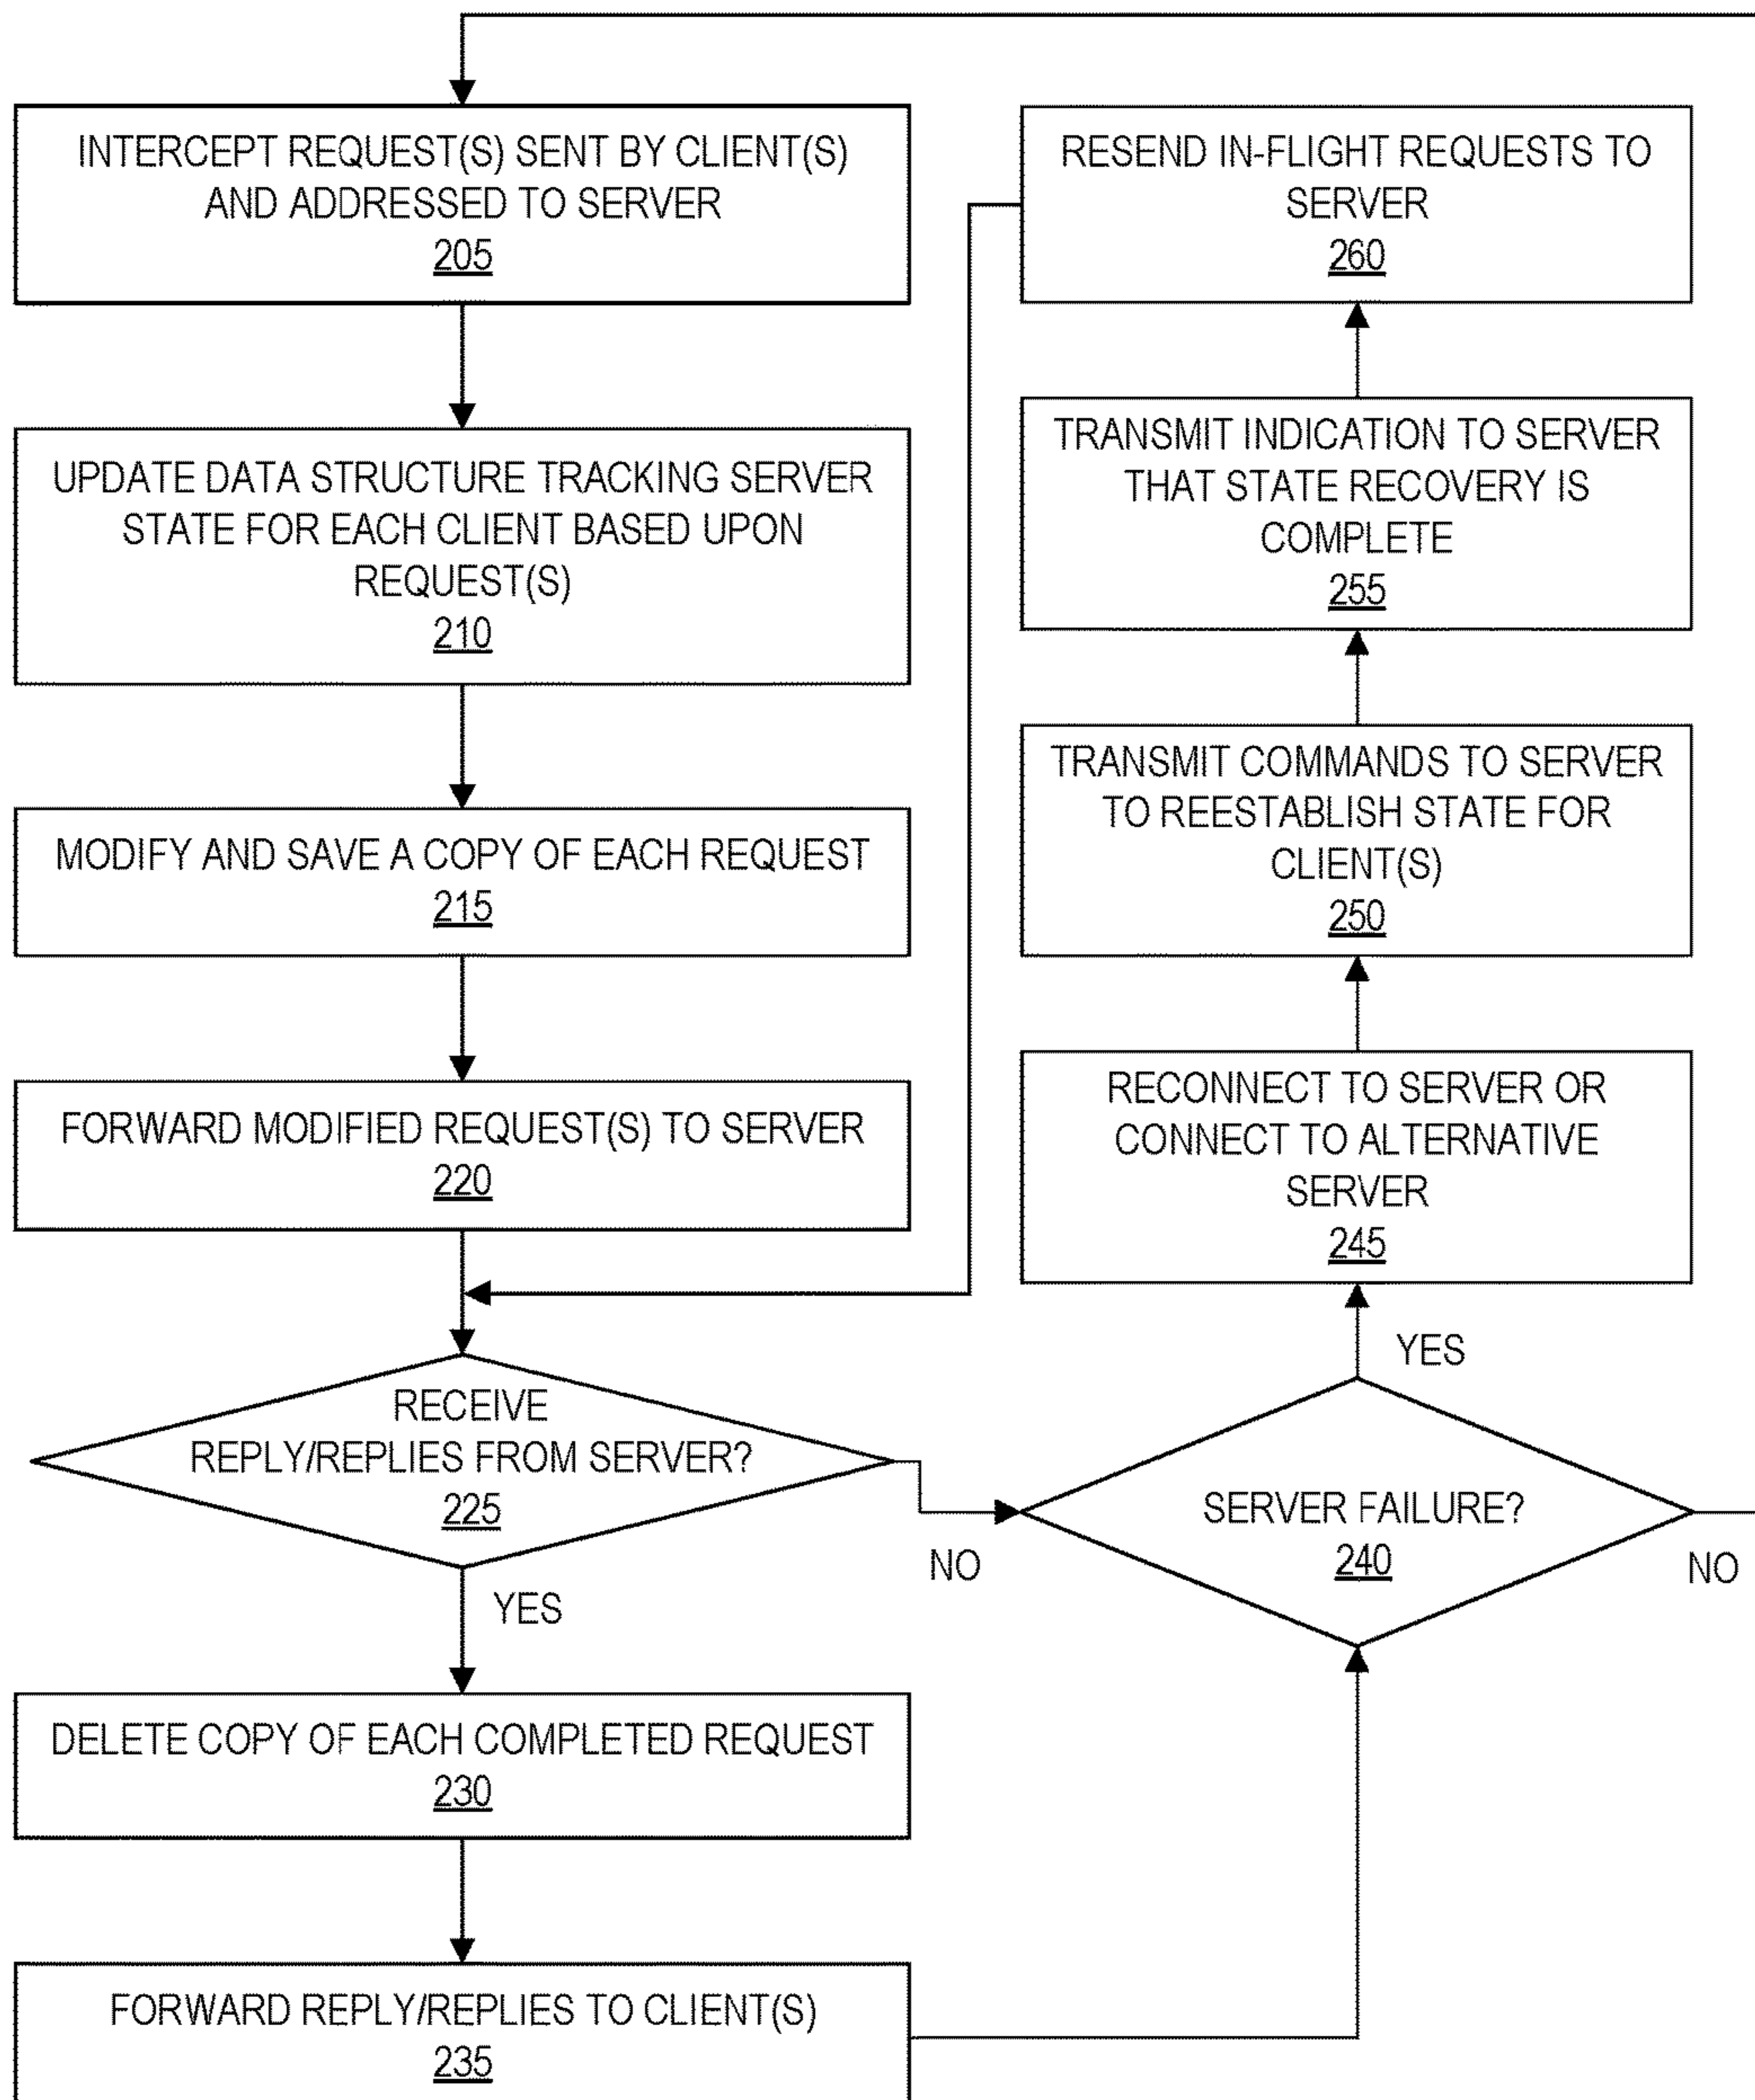 INTERCEPT REQUEST(S) SENT BY CLIENT(S)
AND ADDRESSED TO SERVER
205
UPDATE DATA STRUCTURE TRACKING SERVER
STATE FOR EACH CLIENT BASED UPON
REQUEST(S)
210
MODIFY AND SAVE A COPY OF EACH REQUEST
215
FORWARD MODIFIED REQUEST(S) TO SERVER
220
RECEIVE
REPLY/REPLIES FROM SERVER?
225
NO
YES
DELETE COPY OF EACH COMPLETED REQUEST
230
FORWARD REPLY/REPLIES TO CLIENT(S)
235
SERVER FAILURE?
240
NO
YES
RECONNECT TO SERVER OR
CONNECT TO ALTERNATIVE
SERVER
245
TRANSMIT COMMANDS TO SERVER
TO REESTABLISH STATE FOR
CLIENT(S)
250
TRANSMIT INDICATION TO SERVER
THAT STATE RECOVERY IS
COMPLETE
255
RESEND IN-FLIGHT REQUESTS TO
SERVER
260